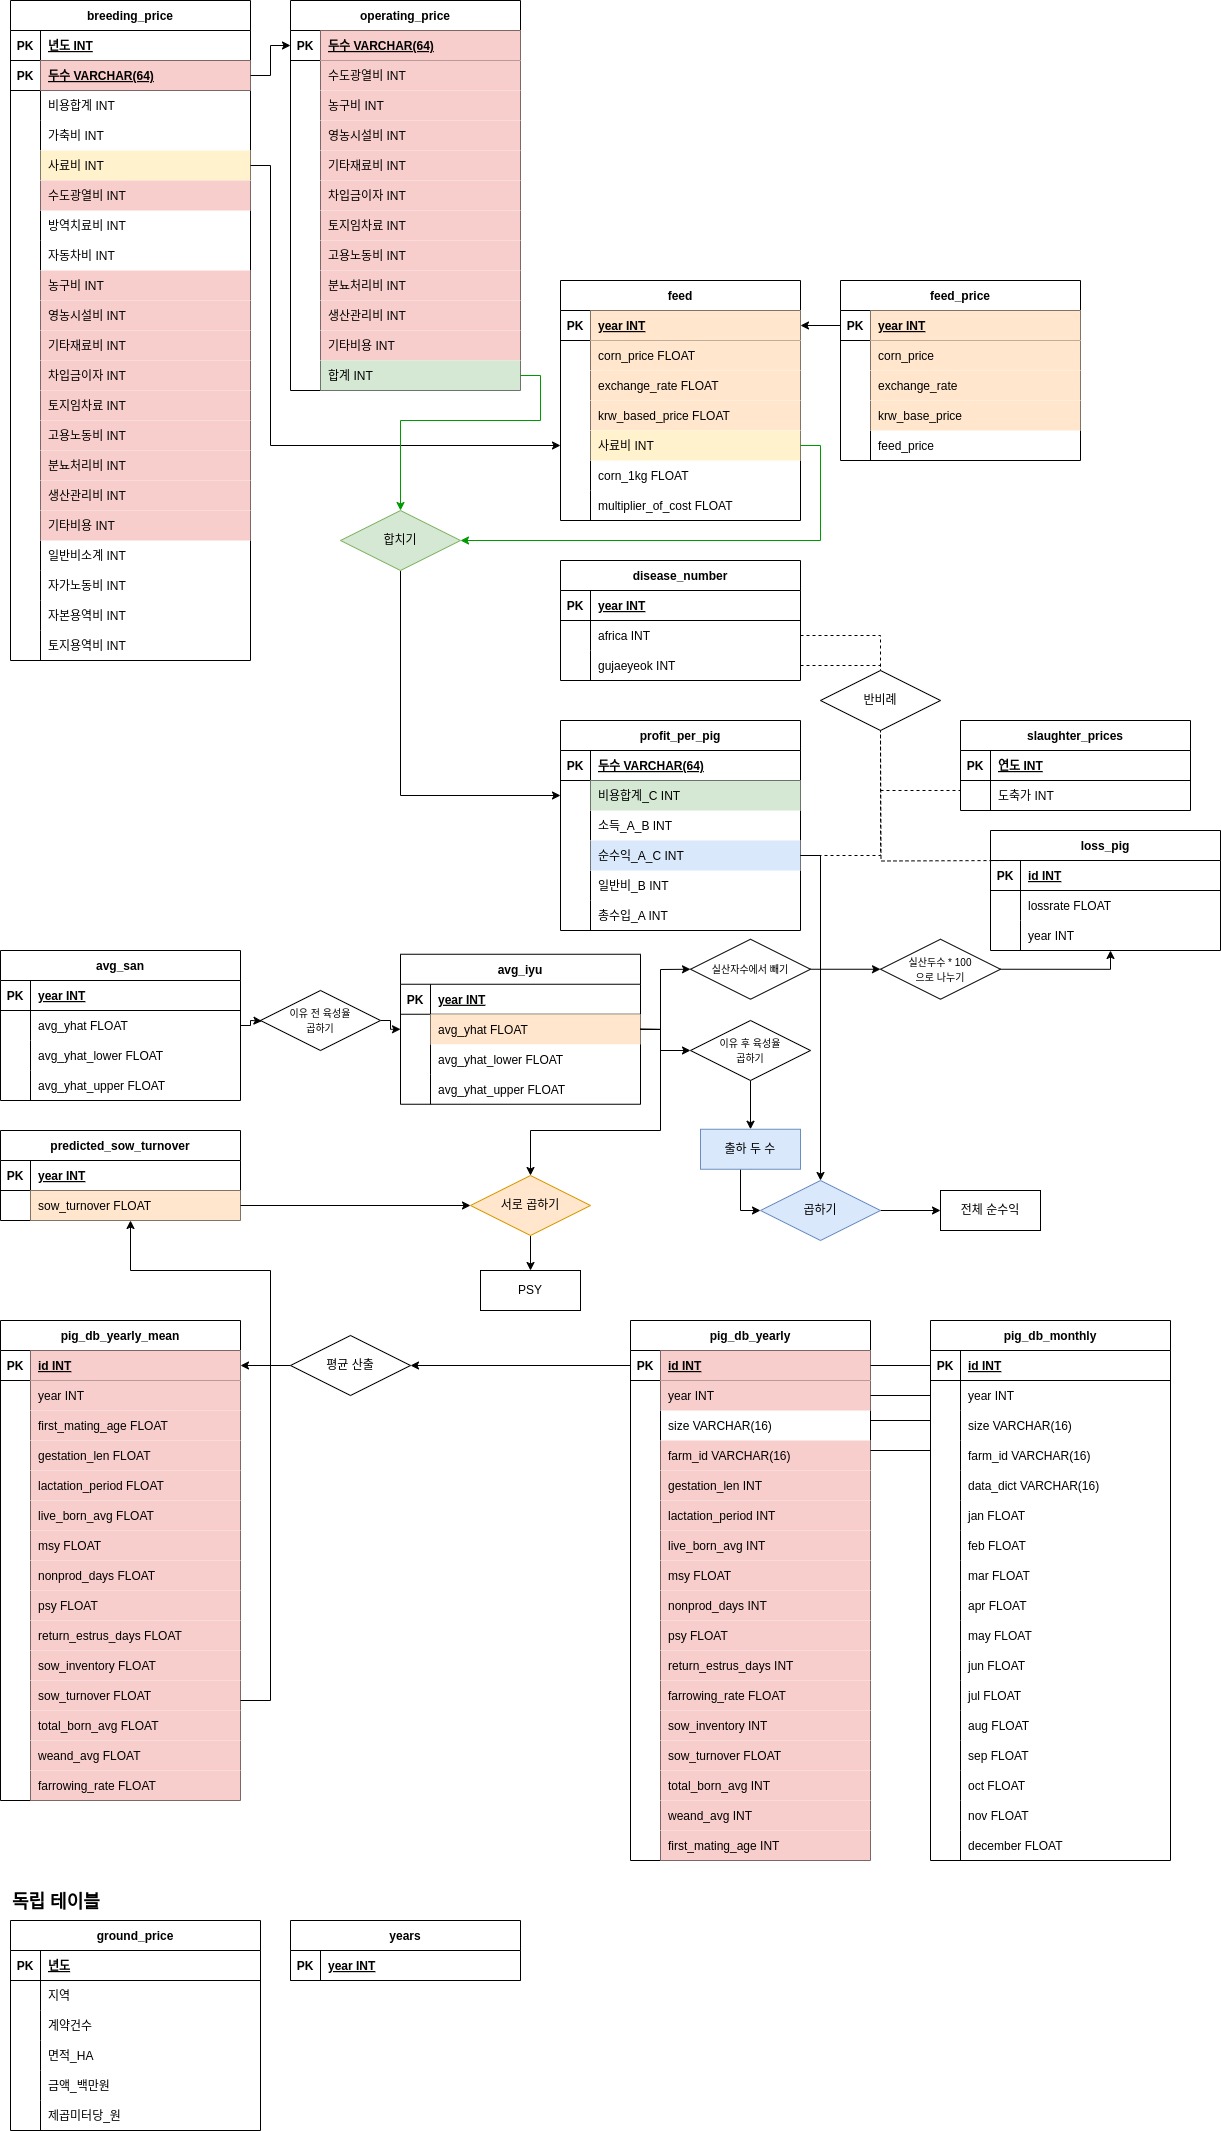 breeding_price
PK 년도 INT
PK 두수 VARCHAR(64)
비용합계 INT
가축비 INT
사료비 INT
수도광열비 INT
방역치료비 INT
자동차비 INT
농구비 INT
영농시설비 INT
기타재료비 INT
차입금이자 INT
토지임차료 INT
고용노동비 INT
분뇨처리비 INT
생산관리비 INT
기타비용 INT
일반비소계 INT
자가노동비 INT
자본용역비 INT
토지용역비 INT
operating_price
PK 두수 VARCHAR(64)
수도광열비 INT
농구비 INT
영농시설비 INT
기타재료비 INT
차입금이자 INT
토지임차료 INT
고용노동비 INT
분뇨처리비 INT
생산관리비 INT
기타비용 INT
합계 INT
feed
PK year INT
corn_price FLOAT
exchange_rate FLOAT
krw_based_price FLOAT
사료비 INT
corn_1kg FLOAT
multiplier_of_cost FLOAT
feed_price
PK year INT
corn_price
exchange_rate
krw_base_price
feed_price
합치기
disease_number
PK year INT
africa INT
gujaeyeok INT
반비례
profit_per_pig
PK 두수 VARCHAR(64)
비용합계_C INT
소득_A_B INT
순수익_A_C INT
일반비_B INT
총수입_A INT
slaughter_prices
PK 연도 INT
도축가 INT
loss_pig
PK id INT
lossrate FLOAT
year INT
avg_san
PK year INT
avg_yhat FLOAT
avg_yhat_lower FLOAT
avg_yhat_upper FLOAT
이유 전 육성율
곱하기
avg_iyu
PK year INT
avg_yhat FLOAT
avg_yhat_lower FLOAT
avg_yhat_upper FLOAT
실산자수에서 빼기
실산두수 * 100
으로 나누기
이유 후 육성율
곱하기
출하 두 수
곱하기
전체 순수익
predicted_sow_turnover
PK year INT
sow_turnover FLOAT
서로 곱하기
PSY
pig_db_yearly_mean
PK id INT
year INT
first_mating_age FLOAT
gestation_len FLOAT
lactation_period FLOAT
live_born_avg FLOAT
msy FLOAT
nonprod_days FLOAT
psy FLOAT
return_estrus_days FLOAT
sow_inventory FLOAT
sow_turnover FLOAT
total_born_avg FLOAT
weand_avg FLOAT
farrowing_rate FLOAT
평균 산출
pig_db_yearly
PK id INT
year INT
size VARCHAR(16)
farm_id VARCHAR(16)
gestation_len INT
lactation_period INT
live_born_avg INT
msy FLOAT
nonprod_days INT
psy FLOAT
return_estrus_days INT
farrowing_rate FLOAT
sow_inventory INT
sow_turnover FLOAT
total_born_avg INT
weand_avg INT
first_mating_age INT
pig_db_monthly
PK id INT
year INT
size VARCHAR(16)
farm_id VARCHAR(16)
data_dict VARCHAR(16)
jan FLOAT
feb FLOAT
mar FLOAT
apr FLOAT
may FLOAT
jun FLOAT
jul FLOAT
aug FLOAT
sep FLOAT
oct FLOAT
nov FLOAT
december FLOAT
독립 테이블
ground_price
PK 년도
지역
계약건수
면적_HA
금액_백만원
제곱미터당_원
years
PK year INT